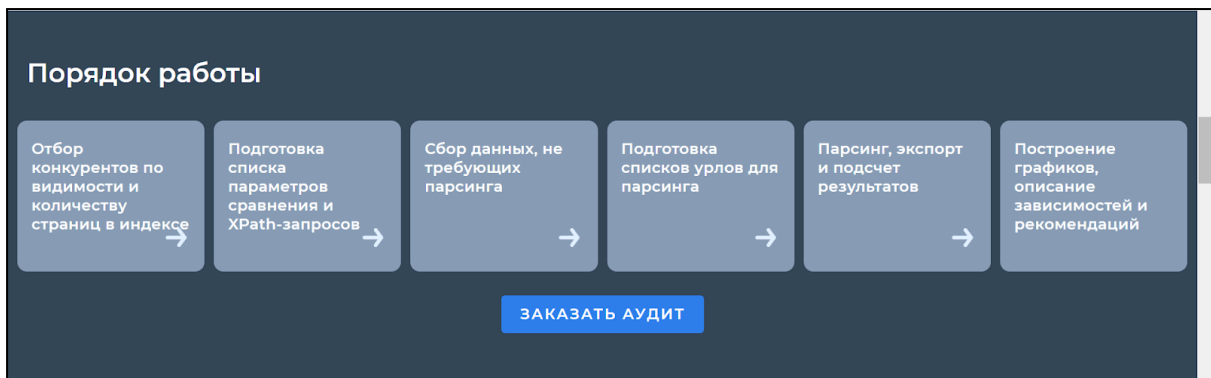 Порядок работы
Отбор
конкурентов по
видимости и
количеству
страниц в индексе
Подготовка
списка
параметров
сравнения и
XPath-запросов
Сбор данных, не
требующих
парсинга
Подготовка
списков урлов для
парсинга
Парсинг, экспорт
и подсчет
результатов
Построение
графиков,
описание
зависимостей и
рекомендаций
ЗАКАЗАТЬ АУДИТ